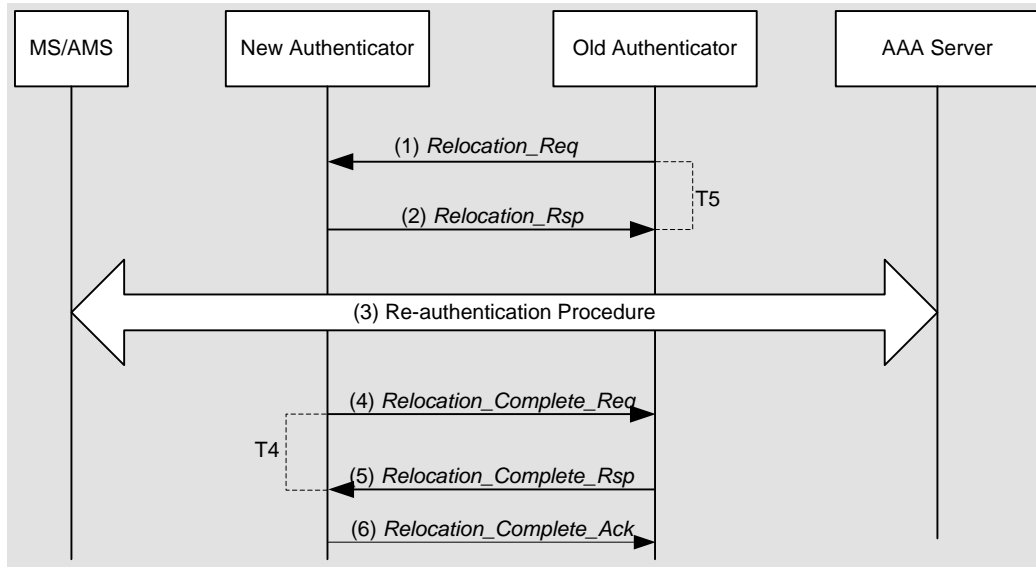 MS/AMS
New Authenticator
Old Authenticator
AAA Server
(1) Relocation_Req
T5
(2) Relocation_Rsp
(3) Re-authentication Procedure
(4) Relocation_Complete_Req
T4
(5) Relocation_Complete_Rsp
(6) Relocation_Complete_Ack